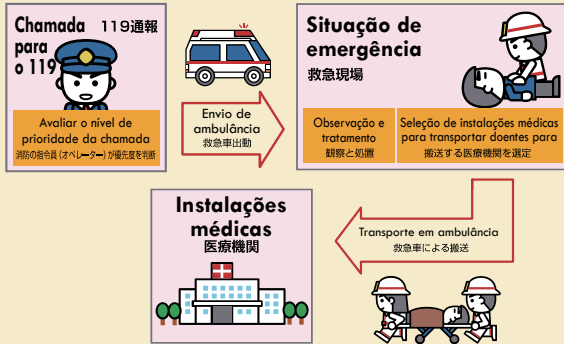 Chamada 119通報
para
o 119
Avaliar o nível de
prioridade da chamada
消防の指令員(オペレーター)が優先度を判断
Envio de
ambulância
救急車出動
Situação de
emergência
救急現場
Observação e
tratamento
観察と処置
Seleção de instalações médicas
para transportar doentes para
搬送する医療機関を選定
Transporte em ambulância
救急車による搬送
Instalações
médicas
医療機関